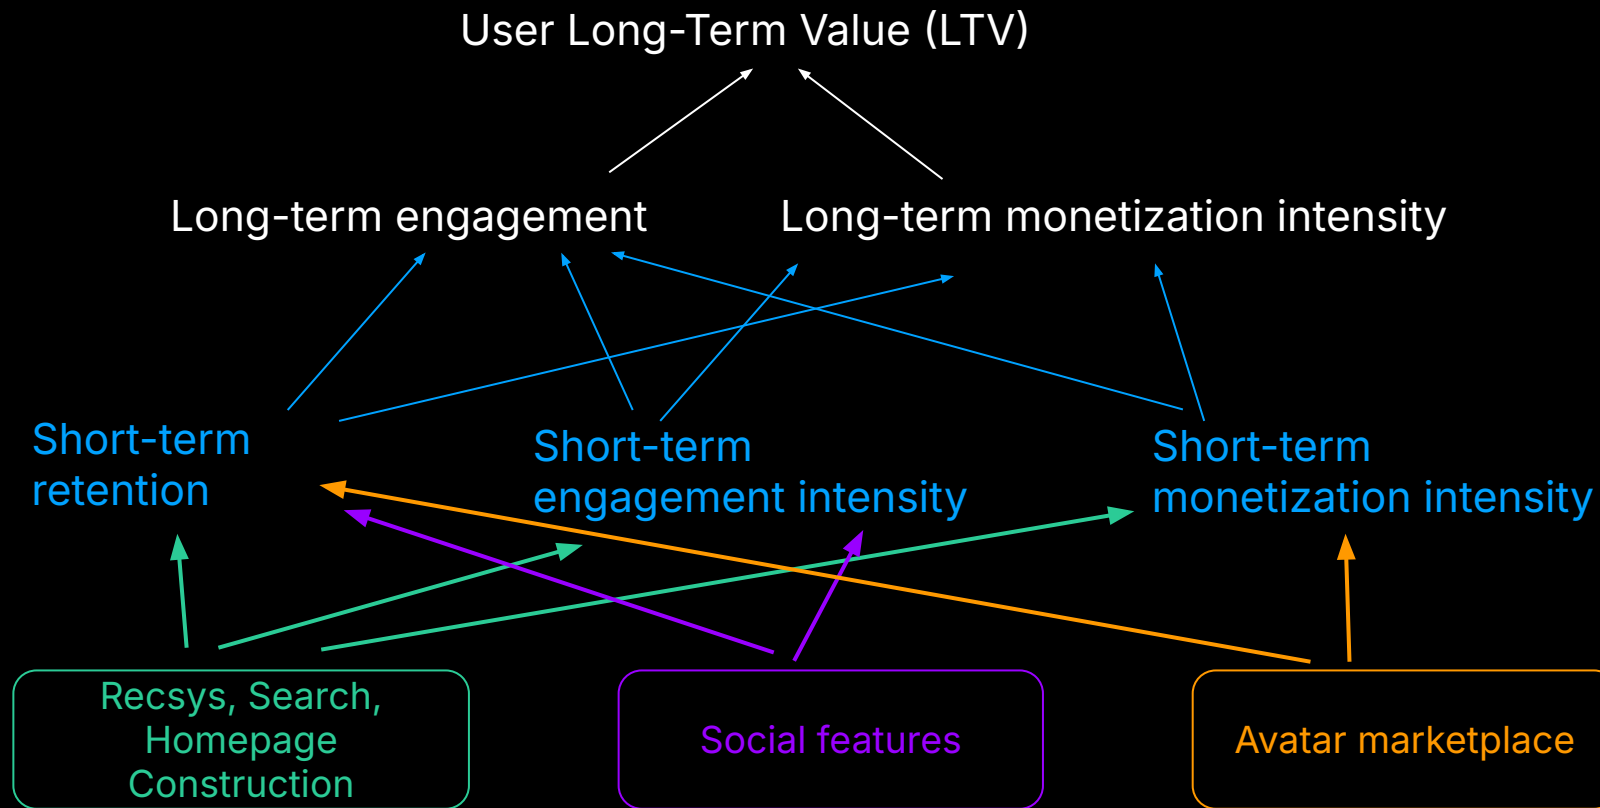 User Long-Term Value (LTV)
Long-term engagement
Long-term monetization intensity
Short-term
retention
Short-term
engagement intensity
Short-term
monetization intensity
Recsys, Search,
Homepage
Construction
Social features
Avatar marketplace